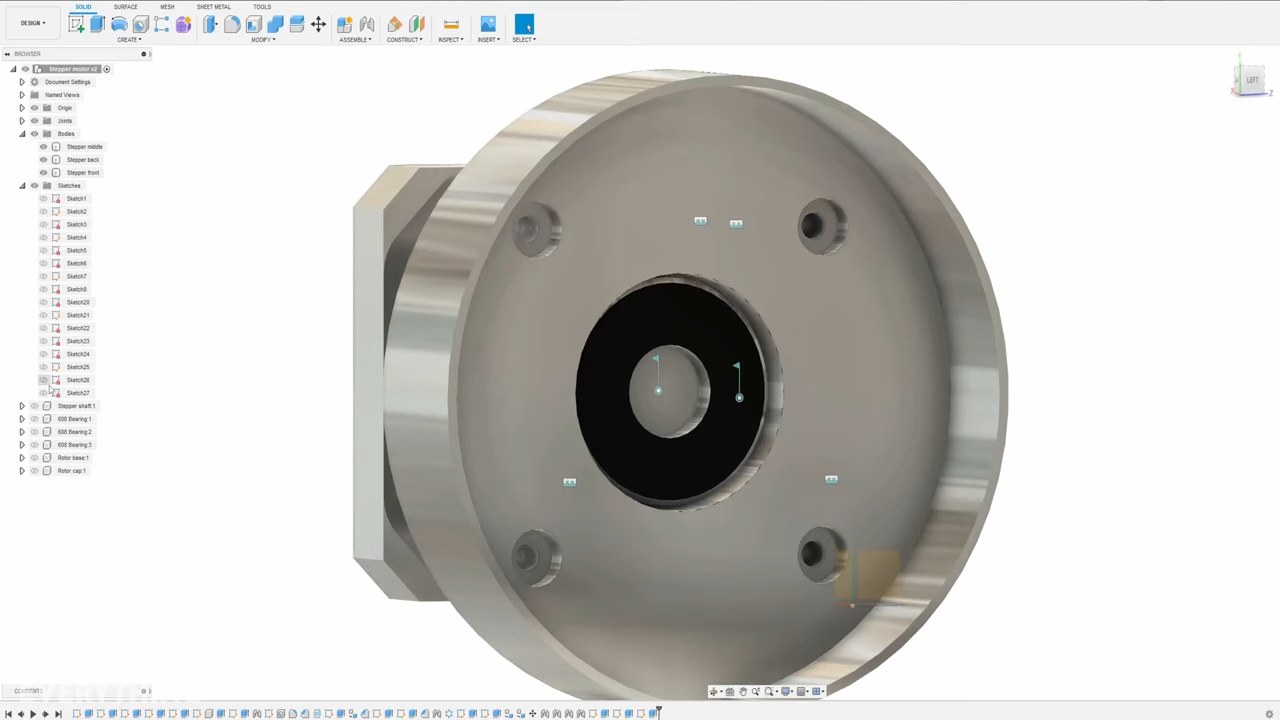 SOLID SURFACE MESH SHEET METAL TOOLS
DESIGN
CREATE MODIFY ASSEMBLE CONSTRUCT INSPECT INSERT SELECT
BROWSER
Stepper motor v2
Document Settings
Named Views
Origin
Joints
Bodies
Stepper middle
Stepper back
Stepper front
Sketches
Sketch1
Sketch2
Sketch3
Sketch4
Sketch5
Sketch6
Sketch7
Sketch8
Sketch20
Sketch21
Sketch22
Sketch23
Sketch24
Sketch25
Sketch26
Sketch27
Stepper shaft:1
608 Bearing:1
608 Bearing:2
608 Bearing:3
Rotor base:1
Rotor cap:1
LEFT
Z
COMMENTS